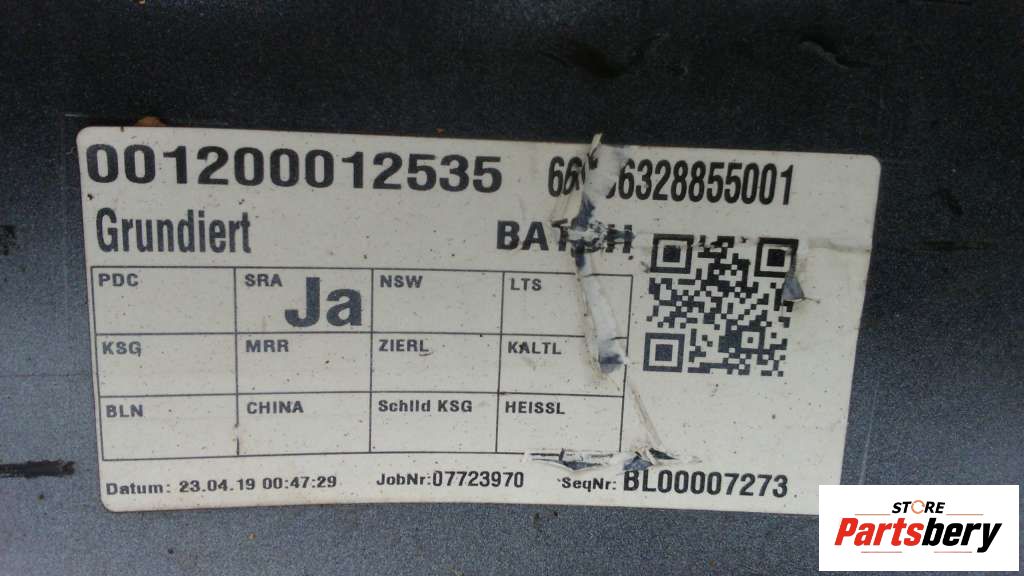 001200012535
Grundiert
PDC SRA Ja NSW LTS
KSG MRR ZIERL KALTL
BLN CHINA Schild KSG HEISSL
Datum: 23.04.19 00:47:29 JobNr:07723970 SeqNr: BL00007273
STORE
Partsbery